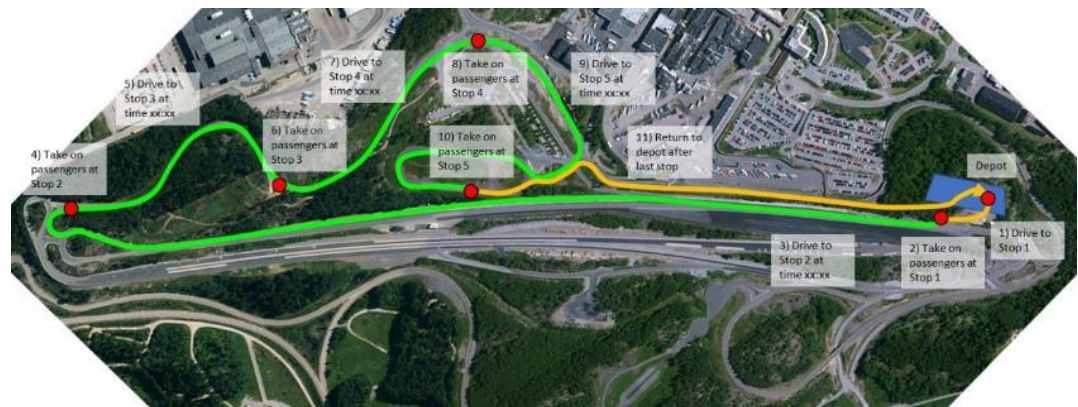 5) Drive to
Stop 3 at
time xx:xx
7) Drive to
Stop 4 at
time xx:xx
8) Take on
passengers at
Stop 4
9) Drive to
Stop 5 at
time xx:xx
4) Take on
passengers at
Stop 2
6) Take on
passengers at
Stop 3
10) Take on
passengers at
Stop 5
11) Return to
depot after
last stop
Depot
3) Drive to
Stop 2 at
time xx:xx
2) Take on
passengers at
Stop 1
1) Drive to
Stop 1